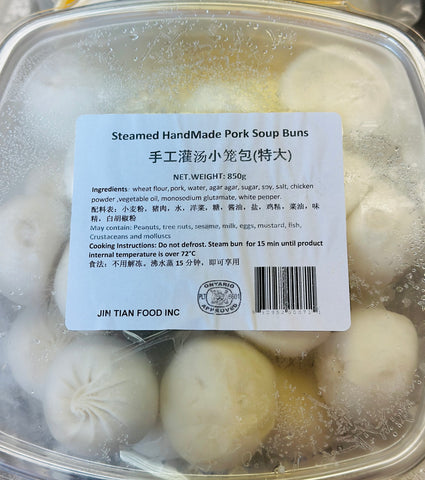 Steamed HandMade Pork Soup Buns
手工灌汤小笼包(特大)
NET.WEIGHT: 850g
Ingredients: wheat flour, pork, water, agar agar, sugar, soy, salt, chicken
powder ,vegetable oil, monosodium glutamate, white penper.
配料表：小麦粉，猪肉，水，洋菜，糖，酱油，盐，鸡粉，菜油，味
精，白胡椒粉
May contain: Peanuts, tree nuts, sesame, milk, eggs, mustard, fish,
Crustaceans and molluscs
Cooking Instructions: Do not defrost. Steam bun for 15 min until product
internal temperature is over 72°C
食法：不用解冻，沸水蒸 15 分钟，即可享用
ONTARIO
APPROVED
JIN TIAN FOOD INC